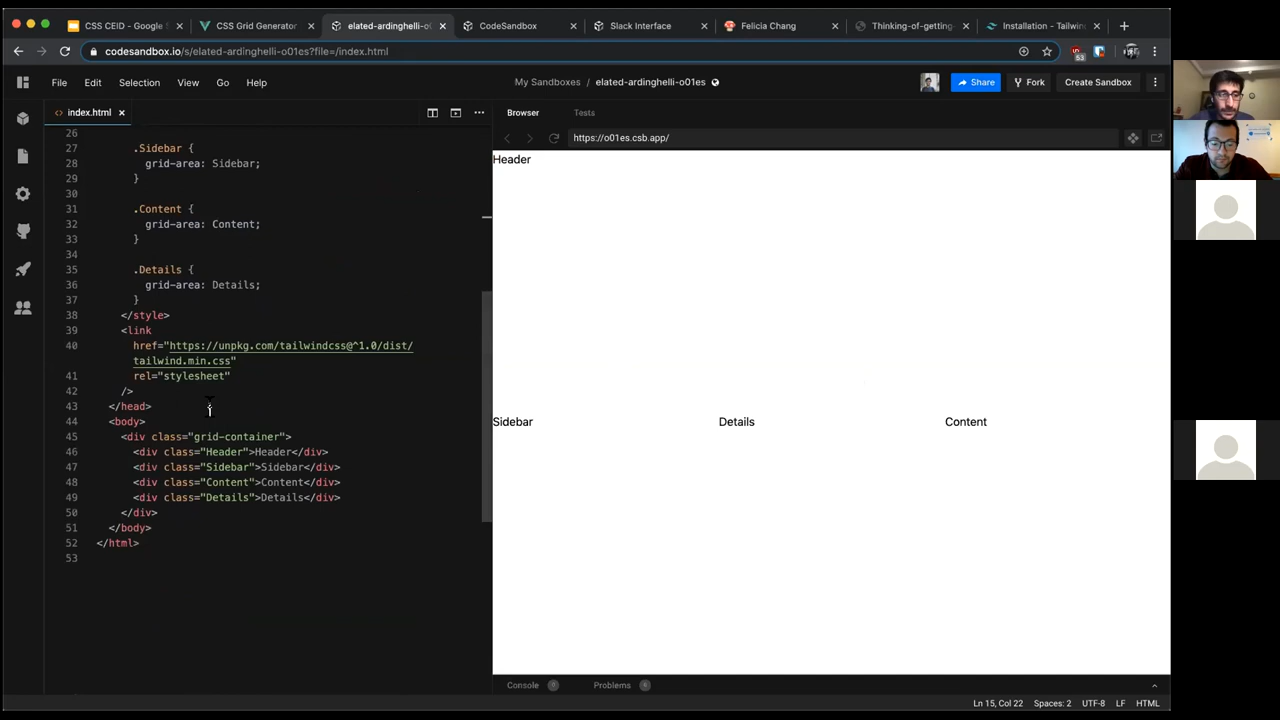 CSS CEID - Google
CSS Grid Generator
elated-ardinghelli-o0
CodeSandbox
Slack Interface
Felicia Chang
Thinking-of-getting-
Installation - Tailwin
codesandbox.io/s/elated-ardinghelli-o01es?file=/index.html
53
File Edit Selection View Go Help
My Sandboxes / elated-ardinghelli-o01es
Share
Fork
Create Sandbox
index.html
Browser
Tests
https://o01es.csb.app/
26
27 .Sidebar {
28 grid-area: Sidebar;
29 }
30
31 .Content {
32 grid-area: Content;
33 }
34
35 .Details {
36 grid-area: Details;
37 }
38 </style>
39 <link
40 href="https://unpkg.com/tailwindcss@^1.0/dist/
tailwind.min.css"
41 rel="stylesheet"
42 />
43 </head>
44 <body>
45 <div class="grid-container">
46 <div class="Header">Header</div>
47 <div class="Sidebar">Sidebar</div>
48 <div class="Content">Content</div>
49 <div class="Details">Details</div>
50 </div>
51 </body>
52 </html>
53
Header
Sidebar Details Content
Console 0 Problems
Ln 15, Col 22 Spaces: 2 UTF-8 LF HTML